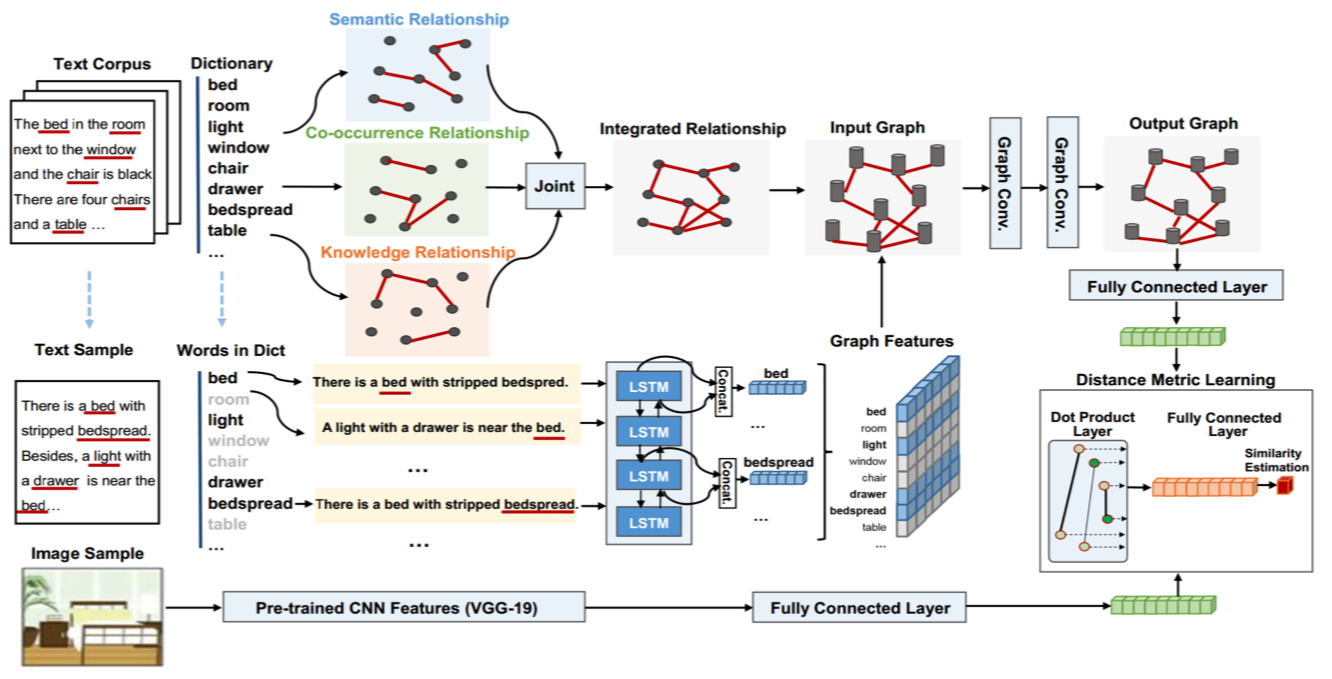 Semantic Relationship
Text Corpus
Dictionary
bed
room
light
window
chair
drawer
bedspread
table
...
The bed in the room
next to the window
and the chair is black
There are four chairs
and a table ...
Co-occurrence Relationship
Knowledge Relationship
Joint
Integrated Relationship
Input Graph
Graph Conv.
Graph Conv.
Output Graph
Fully Connected Layer
Text Sample
There is a bed with
stripped bedspread.
Besides, a light with
a drawer is near the
bed...
Words in Dict
bed
room
light
window
chair
drawer
bedspread
table
...
There is a bed with stripped bedspred.
A light with a drawer is near the bed.
...
There is a bed with stripped bedspread.
...
LSTM
LSTM
LSTM
LSTM
Concat.
Concat.
bed
...
bedspread
...
Graph Features
bed
room
light
window
chair
drawer
bedspread
table
...
Distance Metric Learning
Dot Product
Layer
Fully Connected
Layer
Similarity
Estimation
Image Sample
Pre-trained CNN Features (VGG-19)
Fully Connected Layer